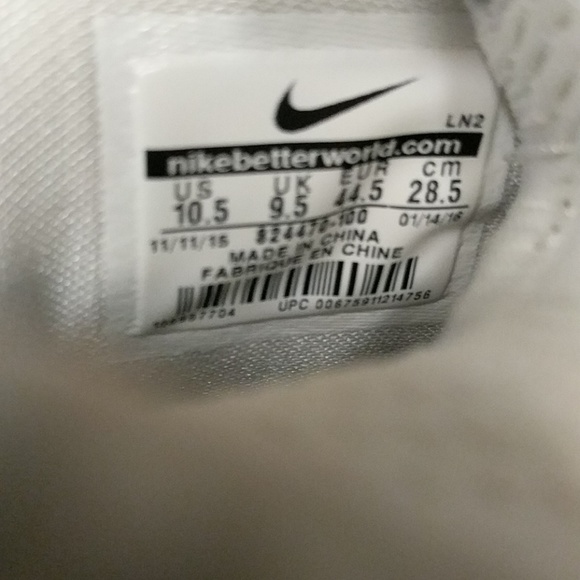 LN2
nikebetterworld.com
US UK EUR cm
10.5 9.5 44.5 28.5
11/11/15 824470-100 01/14/16
MADE IN CHINA
FABRIQUE EN CHINE
UPC 00675911214756